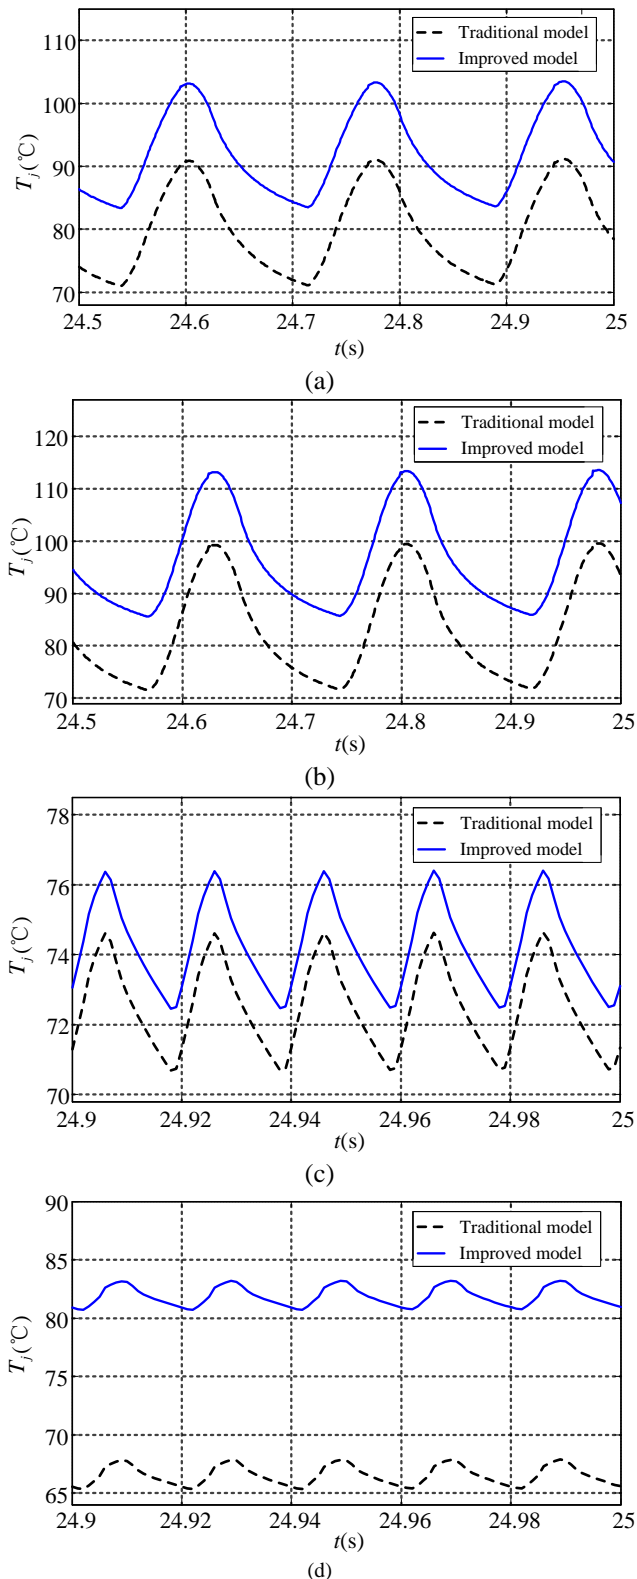 110
Traditional model
Improved model
100
90
80
70
T_j(℃)
24.5 24.6 24.7 24.8 24.9 25
t(s)
(a)
120
Traditional model
Improved model
110
100
90
80
70
T_j(℃)
24.5 24.6 24.7 24.8 24.9 25
t(s)
(b)
78
Traditional model
Improved model
76
74
72
70
T_j(℃)
24.9 24.92 24.94 24.96 24.98 25
t(s)
(c)
90
Traditional model
Improved model
85
80
75
70
65
T_j(℃)
24.9 24.92 24.94 24.96 24.98 25
t(s)
(d)